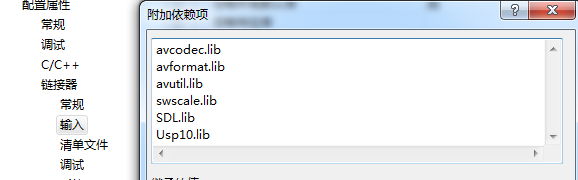 配置属性
常规
调试
C/C++
链接器
常规
输入
清单文件
调试
附加依赖项
avcodec.lib
avformat.lib
avutil.lib
swscale.lib
SDL.lib
Usp10.lib